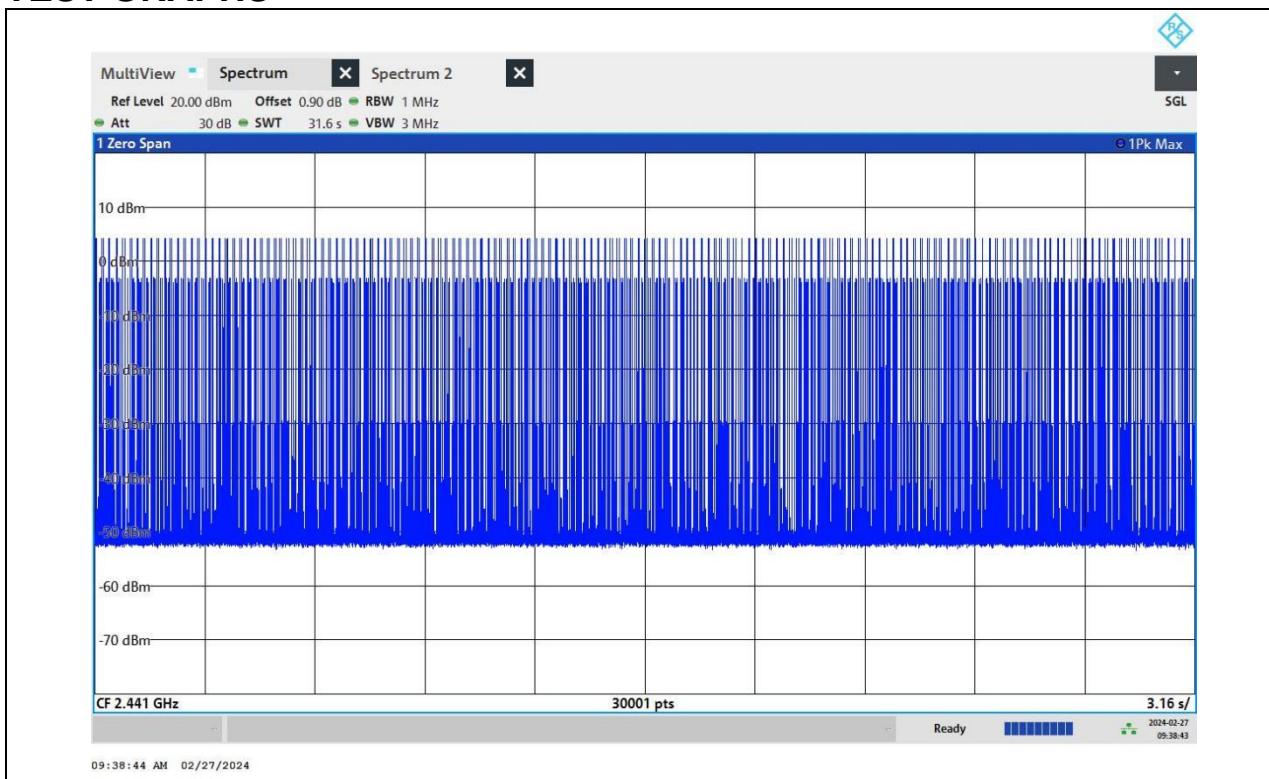 R&S
MultiView Spectrum X Spectrum 2 X
Ref Level 20.00 dBm Offset 0.90 dB RBW 1 MHz SGL
Att 30 dB SWT 31.6 s VBW 3 MHz
1 Zero Span 1Pk Max
10 dBm
0 dBm
-10 dBm
-20 dBm
-30 dBm
-40 dBm
-50 dBm
-60 dBm
-70 dBm
CF 2.441 GHz 30001 pts 3.16 s/
Ready 2024-02-27
09:38:43
09:38:44 AM 02/27/2024